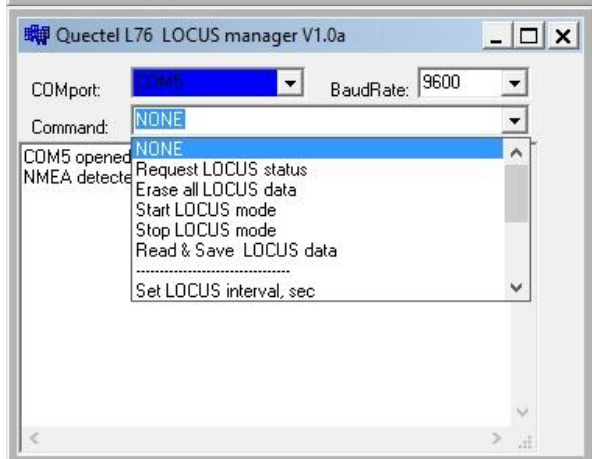 Quectel L76 LOCUS manager V1.0a
COMport: COM5 BaudRate: 9600
Command: NONE
COM5 opened
NMEA detecte
NONE
Request LOCUS status
Erase all LOCUS data
Start LOCUS mode
Stop LOCUS mode
Read & Save LOCUS data
--------------------------------
Set LOCUS interval, sec